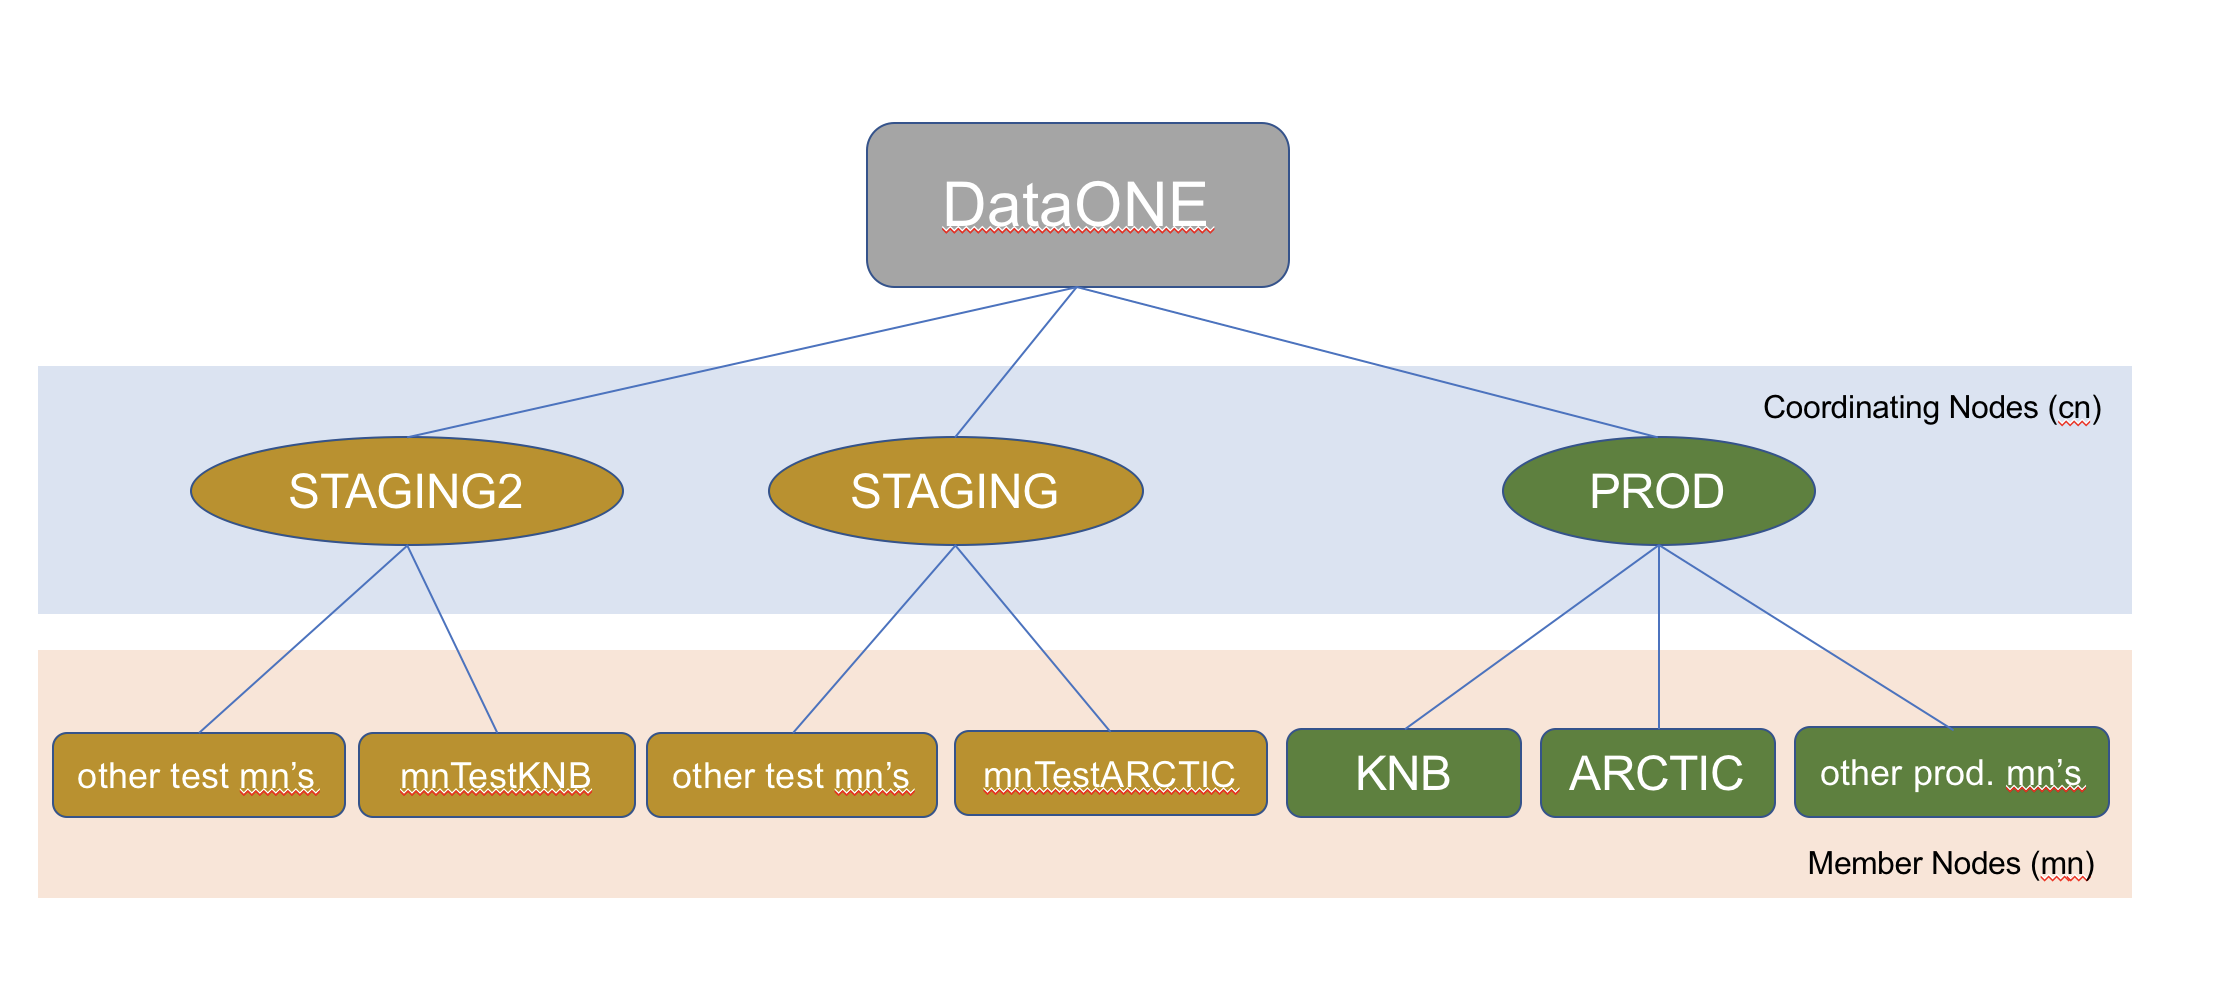 DataONE
Coordinating Nodes (cn)
STAGING2
STAGING
PROD
other test mn’s
mnTestKNB
other test mn’s
mnTestARCTIC
KNB
ARCTIC
other prod. mn’s
Member Nodes (mn)